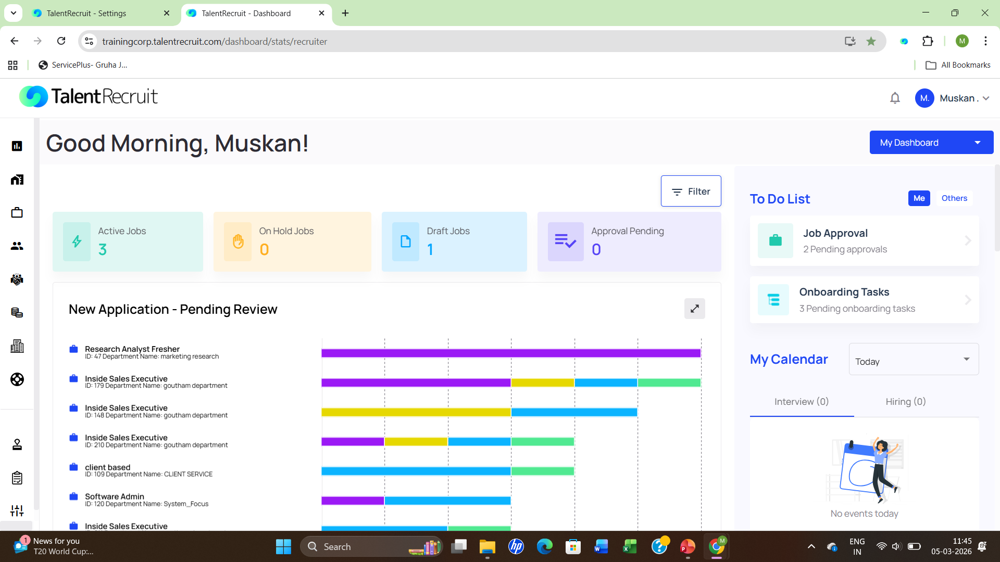 TalentRecruit - Settings
TalentRecruit - Dashboard
trainingcorp.talentrecruit.com/dashboard/stats/recruiter
M
ServicePlus- Gruha J...
All Bookmarks
TalentRecruit
M.
Muskan .
Good Morning, Muskan!
My Dashboard
Filter
Active Jobs
3
On Hold Jobs
0
Draft Jobs
1
Approval Pending
0
To Do List
Me
Others
Job Approval
2 Pending approvals
Onboarding Tasks
3 Pending onboarding tasks
New Application - Pending Review
Research Analyst Fresher
ID: 47 Department Name: marketing research
Inside Sales Executive
ID: 179 Department Name: goutham department
Inside Sales Executive
ID: 148 Department Name: goutham department
Inside Sales Executive
ID: 210 Department Name: goutham department
client based
ID: 109 Department Name: CLIENT SERVICE
Software Admin
ID: 120 Department Name: System_Focus
Inside Sales Executive
My Calendar
Today
Interview (0)
Hiring (0)
No events today
1
News for you
T20 World Cup:...
Search
hp
W
X
?
P
M
ENG
IN
11:45
05-03-2026